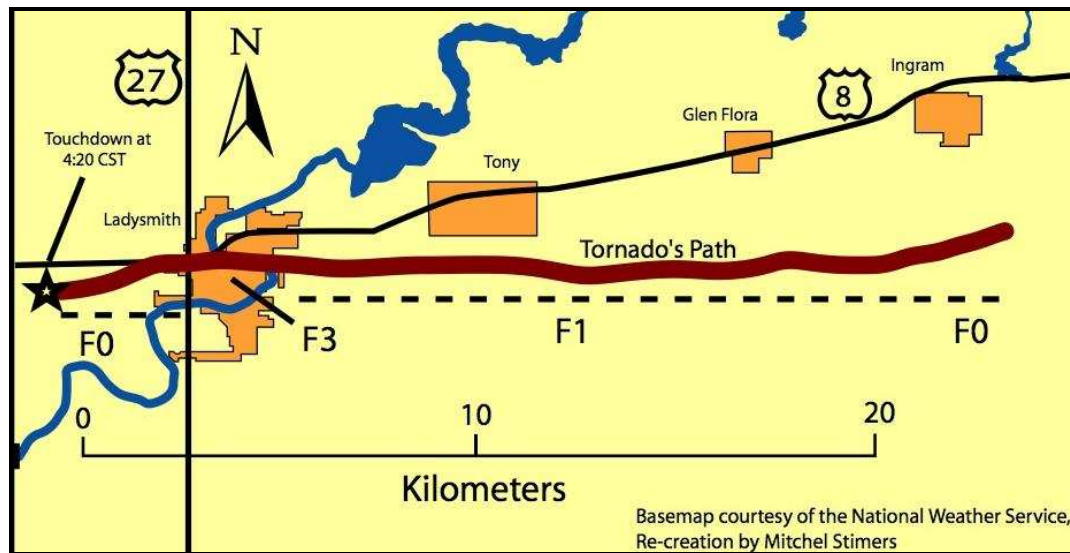 27
N
Ingram
8
Glen Flora
Touchdown at
4:20 CST
Tony
Ladysmith
Tornado's Path
F0
F3
F1
F0
0
10
20
Kilometers
Basemap courtesy of the National Weather Service,
Re-creation by Mitchel Stimers